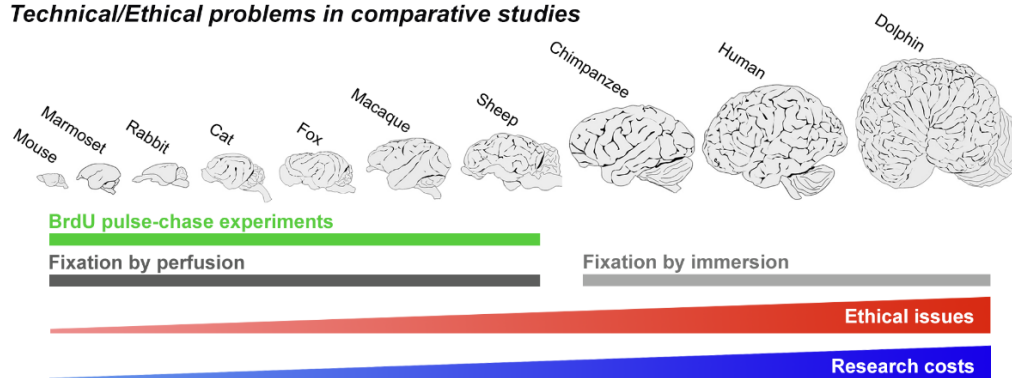 Technical/Ethical problems in comparative studies
Mouse
Marmoset
Rabbit
Cat
Fox
Macaque
Sheep
Chimpanzee
Human
Dolphin
BrdU pulse-chase experiments
Fixation by perfusion
Fixation by immersion
Ethical issues
Research costs